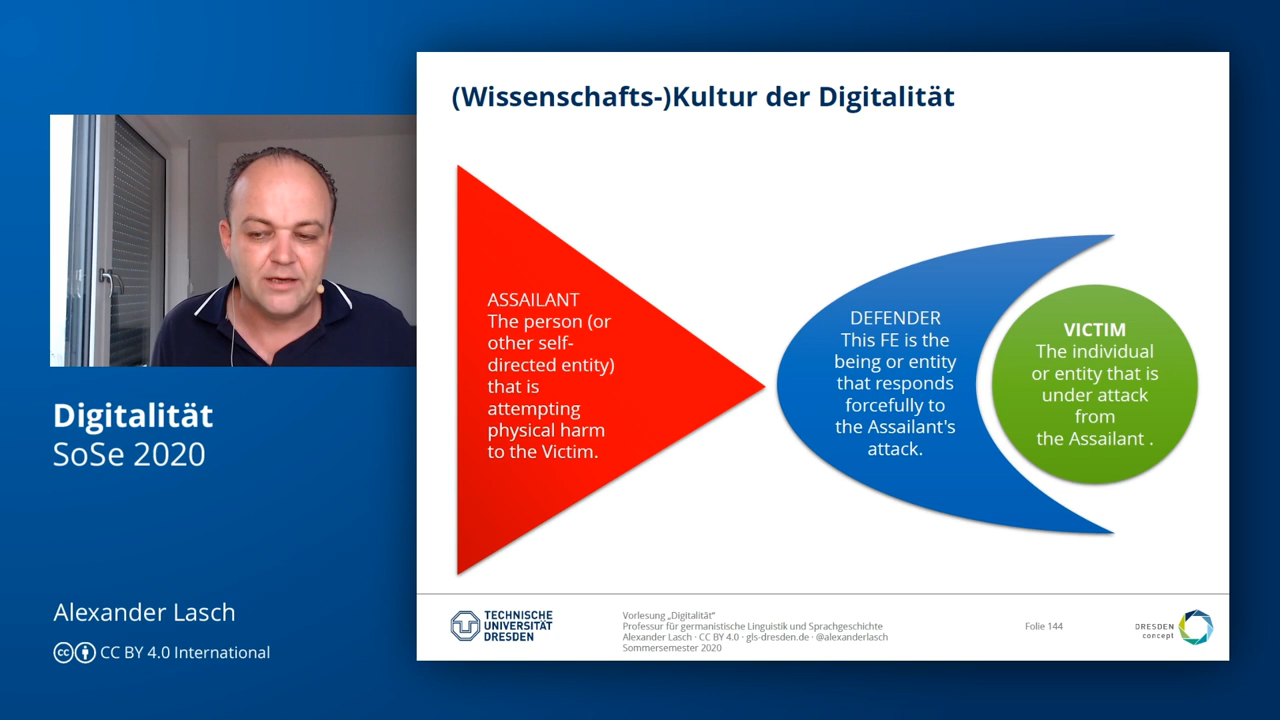 (Wissenschafts-)Kultur der Digitalität
ASSAILANT
The person (or
other self-
directed entity)
that is
attempting
physical harm
to the Victim.
DEFENDER
This FE is the
being or entity
that responds
forcefully to
the Assailant's
attack.
VICTIM
The individual
or entity that is
under attack
from
the Assailant .
Digitalität
SoSe 2020
Alexander Lasch
cc CC BY 4.0 International
TECHNISCHE
UNIVERSITÄT
DRESDEN
Vorlesung „Digitalität“
Professur für germanistische Linguistik und Sprachgeschichte
Alexander Lasch · CC BY 4.0 · gls-dresden.de · @alexanderlasch
Sommersemester 2020
Folie 144
DRESDEN
concept